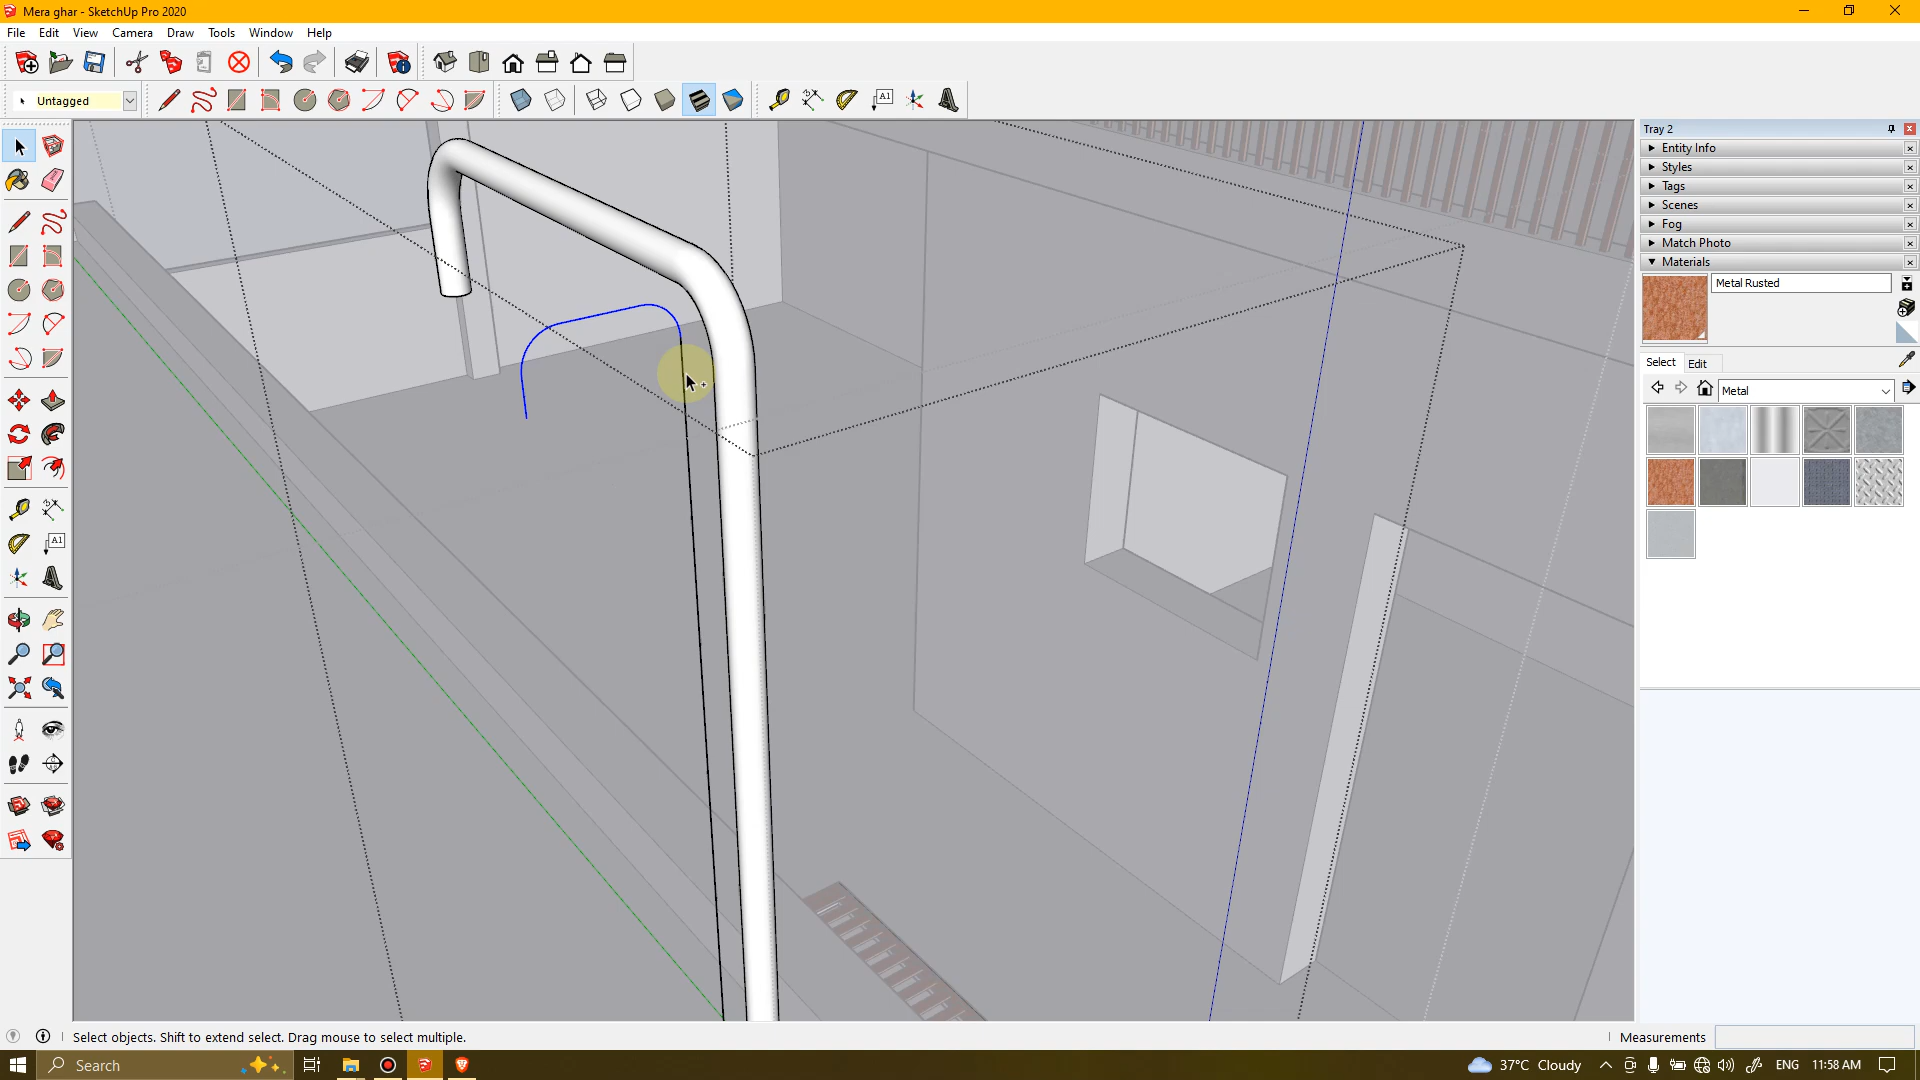 Mera ghar - SketchUp Pro 2020
File Edit View Camera Draw Tools Window Help
Untagged
A1
Tray 2
Entity Info
Styles
Tags
Scenes
Fog
Match Photo
Materials
Metal Rusted
Select Edit
Metal
A1
Select objects. Shift to extend select. Drag mouse to select multiple.
Measurements
Search
37°C Cloudy
ENG
11:58 AM